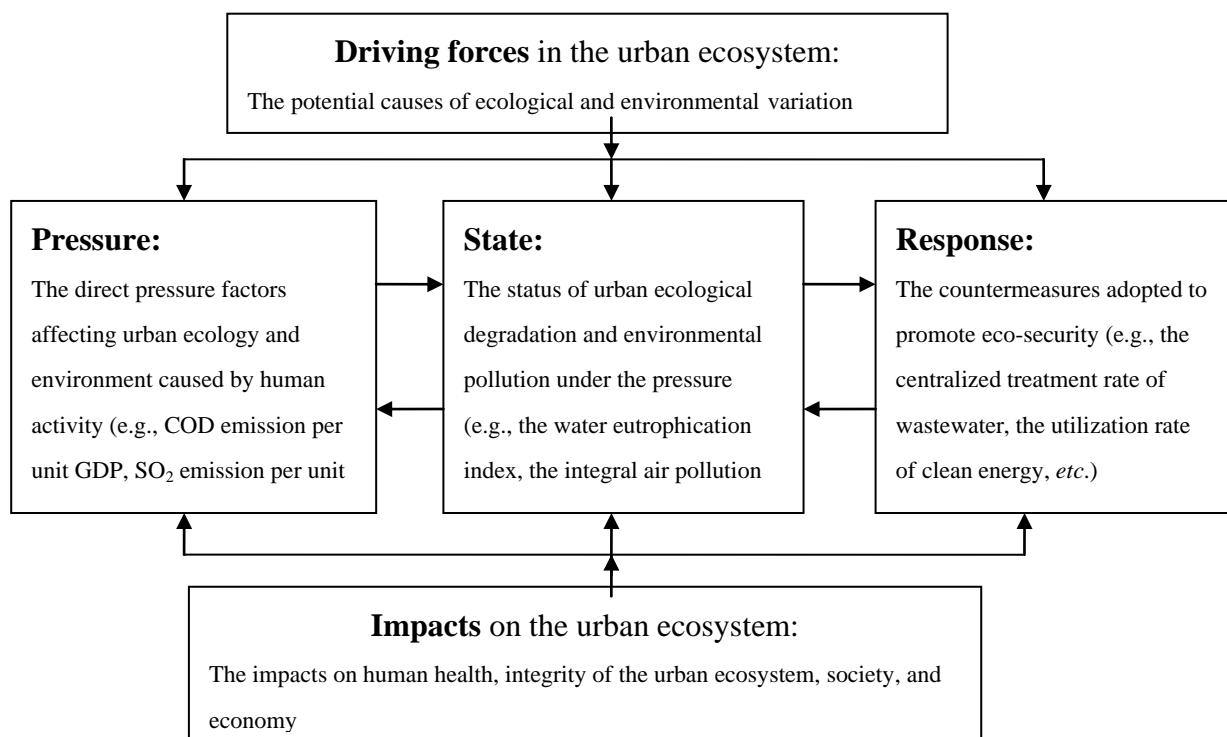 Driving forces in the urban ecosystem:
The potential causes of ecological and environmental variation
Pressure:
The direct pressure factors
affecting urban ecology and
environment caused by human
activity (e.g., COD emission per
unit GDP, SO₂ emission per unit
State:
The status of urban ecological
degradation and environmental
pollution under the pressure
(e.g., the water eutrophication
index, the integral air pollution
Response:
The countermeasures adopted to
promote eco-security (e.g., the
centralized treatment rate of
wastewater, the utilization rate
of clean energy, etc.)
Impacts on the urban ecosystem:
The impacts on human health, integrity of the urban ecosystem, society, and
economy